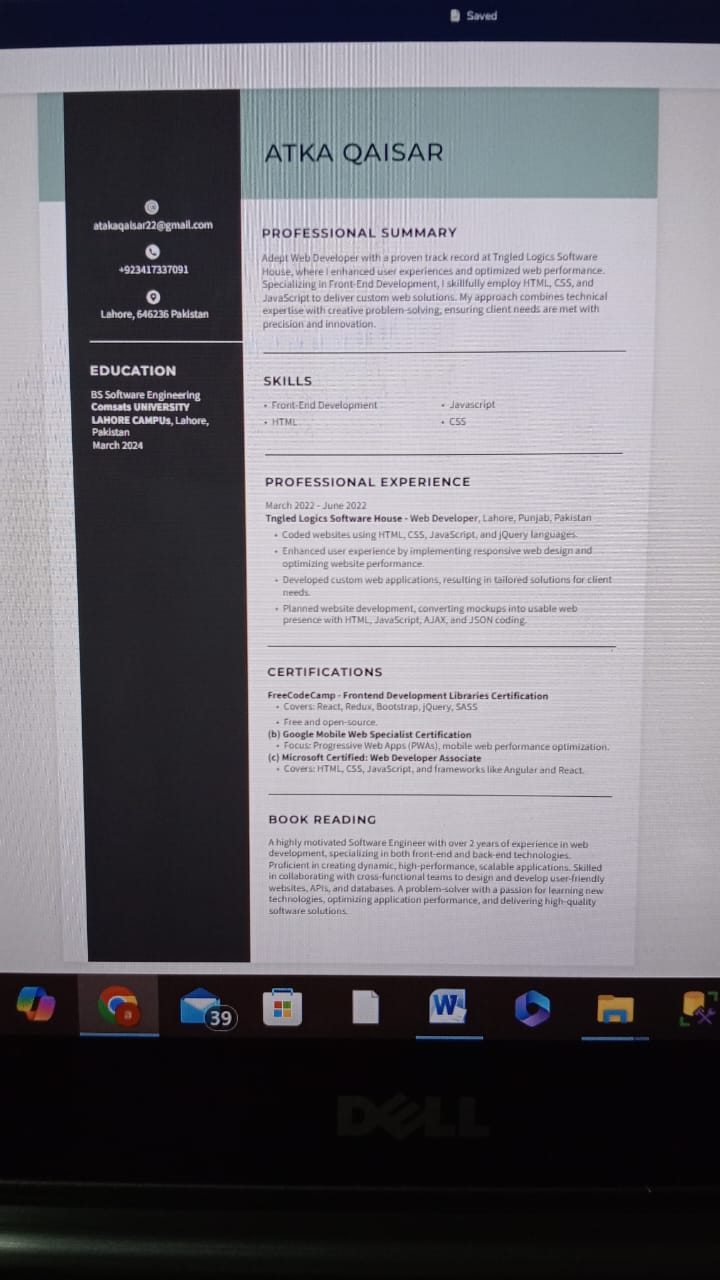 Saved
ATKA QAISAR
atakaqaisar22@gmail.com
+923417337091
Lahore, 646236 Pakistan
EDUCATION
BS Software Engineering
Comsats UNIVERSITY
LAHORE CAMPUs, Lahore,
Pakistan
March 2024
PROFESSIONAL SUMMARY
Adept Web Developer with a proven track record at Tngled Logics Software
House, where I enhanced user experiences and optimized web performance.
Specializing in Front-End Development, I skillfully employ HTML, CSS, and
JavaScript to deliver custom web solutions. My approach combines technical
expertise with creative problem-solving, ensuring client needs are met with
precision and innovation.
SKILLS
• Front-End Development
• HTML
• Javascript
• CSS
PROFESSIONAL EXPERIENCE
March 2022 - June 2022
Tngled Logics Software House - Web Developer, Lahore, Punjab, Pakistan
• Coded websites using HTML, CSS, JavaScript, and jQuery languages.
• Enhanced user experience by implementing responsive web design and
optimizing website performance.
• Developed custom web applications, resulting in tailored solutions for client
needs.
• Planned website development, converting mockups into usable web
presence with HTML, JavaScript, AJAX, and JSON coding.
CERTIFICATIONS
FreeCodeCamp - Frontend Development Libraries Certification
• Covers: React, Redux, Bootstrap, jQuery, SASS
• Free and open-source.
(b) Google Mobile Web Specialist Certification
• Focus: Progressive Web Apps (PWAs), mobile web performance optimization.
(c) Microsoft Certified: Web Developer Associate
• Covers: HTML, CSS, JavaScript, and frameworks like Angular and React.
BOOK READING
A highly motivated Software Engineer with over 2 years of experience in web
development, specializing in both front-end and back-end technologies.
Proficient in creating dynamic, high-performance, scalable applications. Skilled
in collaborating with cross-functional teams to design and develop user-friendly
websites, APIs, and databases. A problem-solver with a passion for learning new
technologies, optimizing application performance, and delivering high-quality
software solutions.
a
39
W
DELL